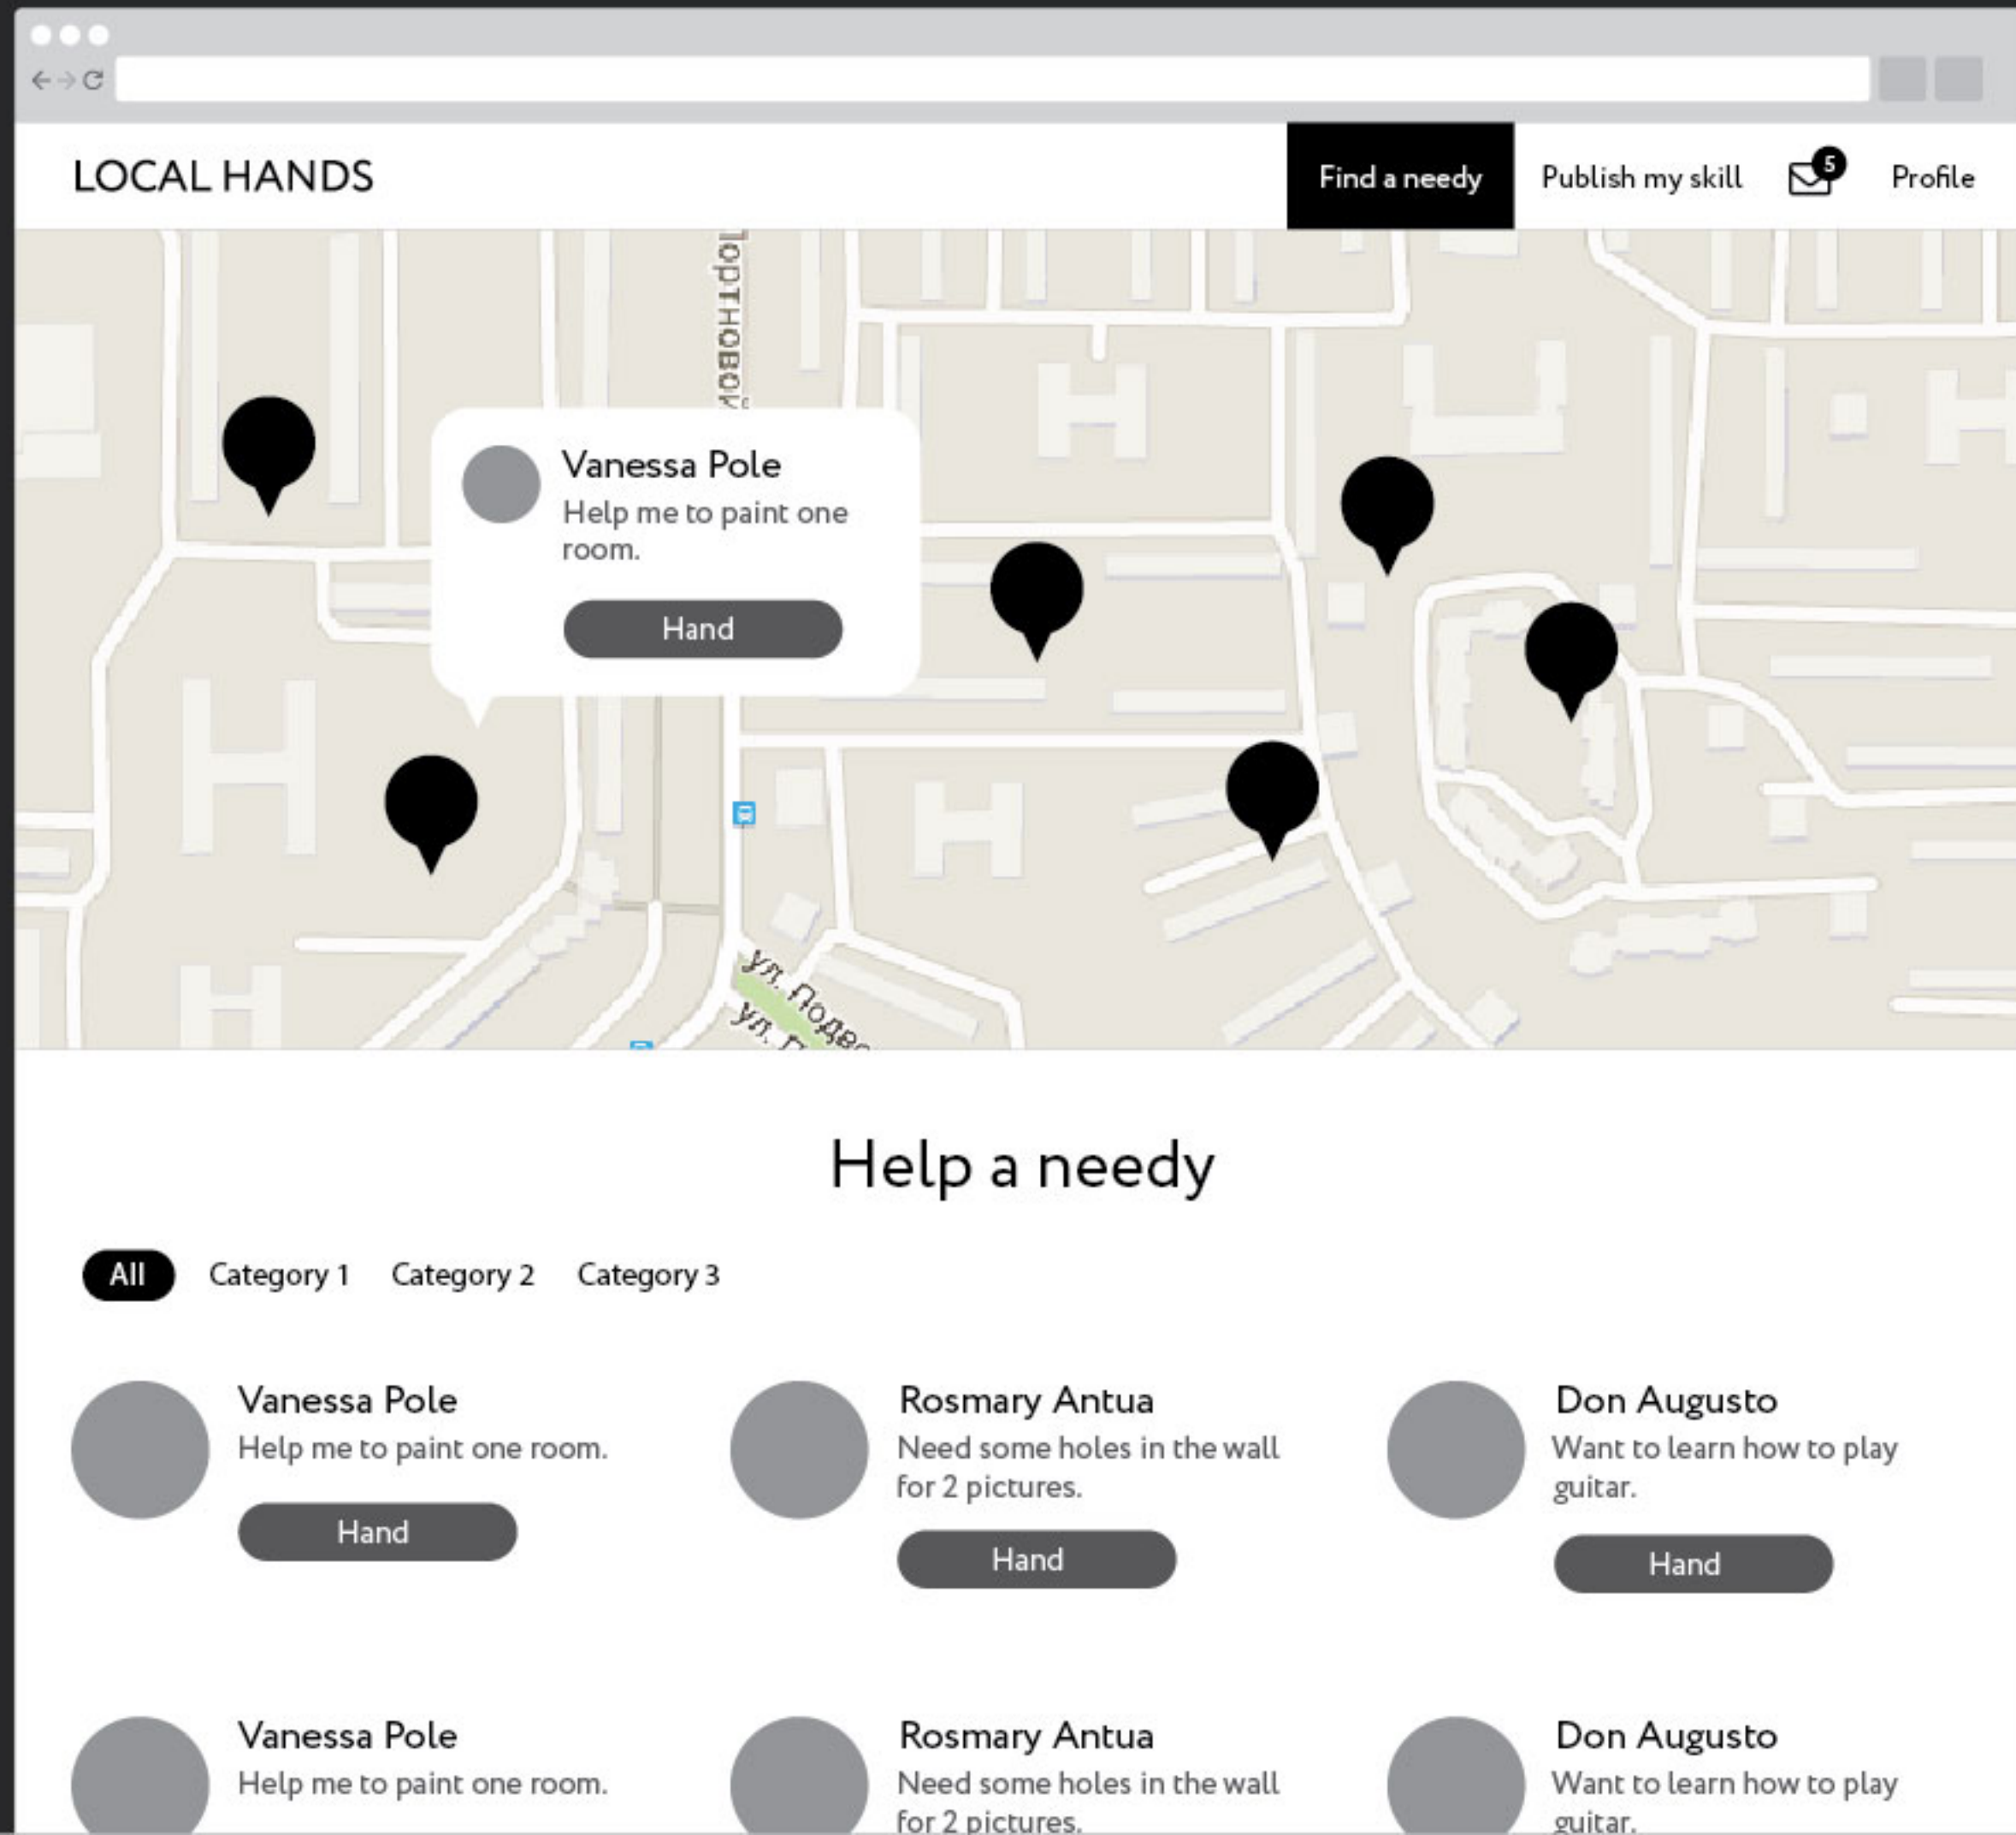 LOCAL HANDS
Find a needy
Publish my skill
5
Profile
Vanessa Pole
Help me to paint one
room.
Hand
ул.
ул.
Help a needy
All
Category 1
Category 2
Category 3
Vanessa Pole
Help me to paint one room.
Hand
Rosmary Antua
Need some holes in the wall
for 2 pictures.
Hand
Don Augusto
Want to learn how to play
guitar.
Hand
Vanessa Pole
Help me to paint one room.
Rosmary Antua
Need some holes in the wall
for 2 pictures.
Don Augusto
Want to learn how to play
guitar.